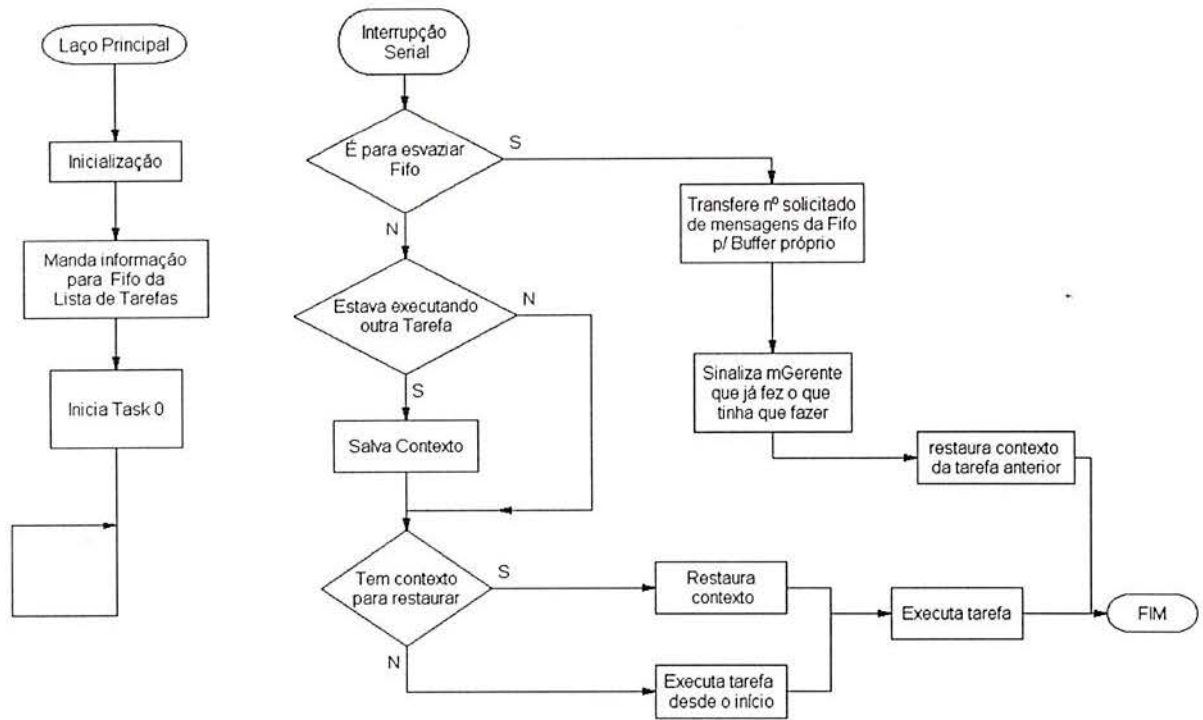 Laço Principal
Inicialização
Manda informação
para Fifo da
Lista de Tarefas
Inicia Task 0
Interrupção
Serial
É para esvaziar
Fifo
S
N
Transfere nº solicitado
de mensagens da Fifo
p/ Buffer próprio
Estava executando
outra Tarefa
N
S
Sinaliza mGerente
que já fez o que
tinha que fazer
Salva Contexto
restaura contexto
da tarefa anterior
Tem contexto
para restaurar
S
N
Restaura
contexto
Executa tarefa
desde o início
Executa tarefa
FIM